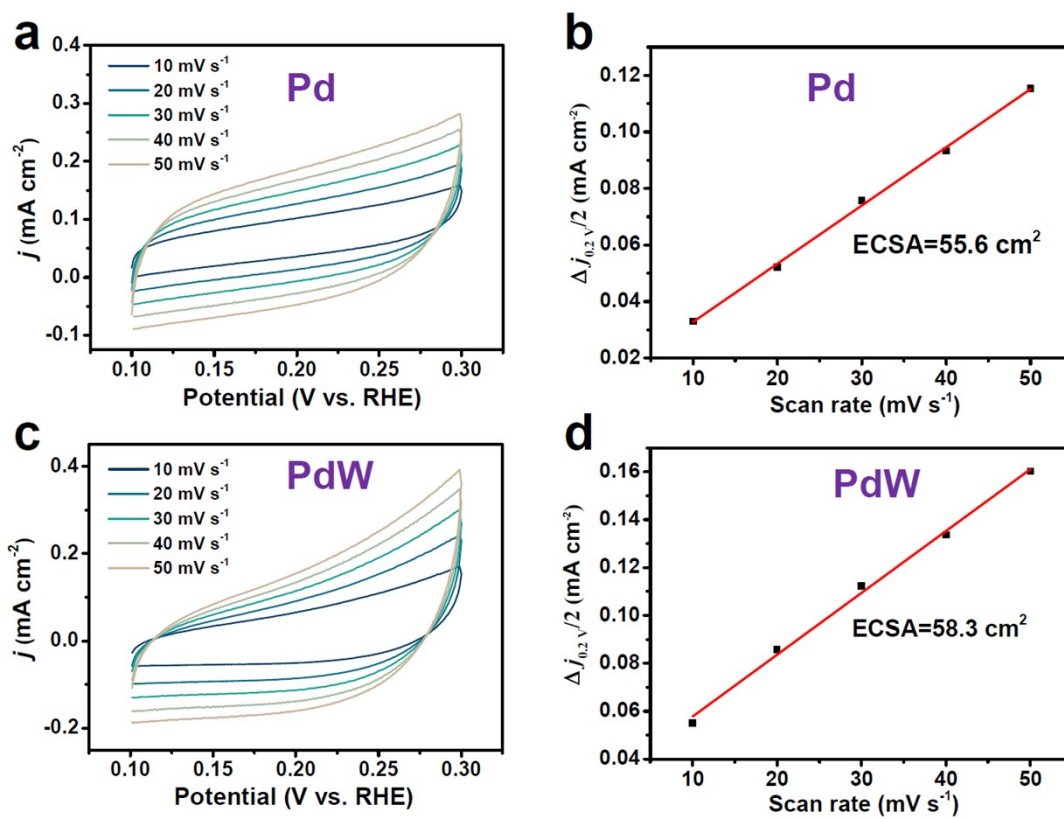 a
Pd
10 mV s⁻¹
20 mV s⁻¹
30 mV s⁻¹
40 mV s⁻¹
50 mV s⁻¹
j (mA cm⁻²)
0.4
0.3
0.2
0.1
0.0
-0.1
0.10 0.15 0.20 0.25 0.30
Potential (V vs. RHE)
b
Pd
Δ j₀.₂ ᵥ/2 (mA cm⁻²)
0.12
0.10
0.08
0.06
0.04
0.02
ECSA=55.6 cm²
10 20 30 40 50
Scan rate (mV s⁻¹)
c
PdW
10 mV s⁻¹
20 mV s⁻¹
30 mV s⁻¹
40 mV s⁻¹
50 mV s⁻¹
j (mA cm⁻²)
0.4
0.2
0.0
-0.2
0.10 0.15 0.20 0.25 0.30
Potential (V vs. RHE)
d
PdW
Δ j₀.₂ ᵥ/2 (mA cm⁻²)
0.16
0.14
0.12
0.10
0.08
0.06
0.04
ECSA=58.3 cm²
10 20 30 40 50
Scan rate (mV s⁻¹)